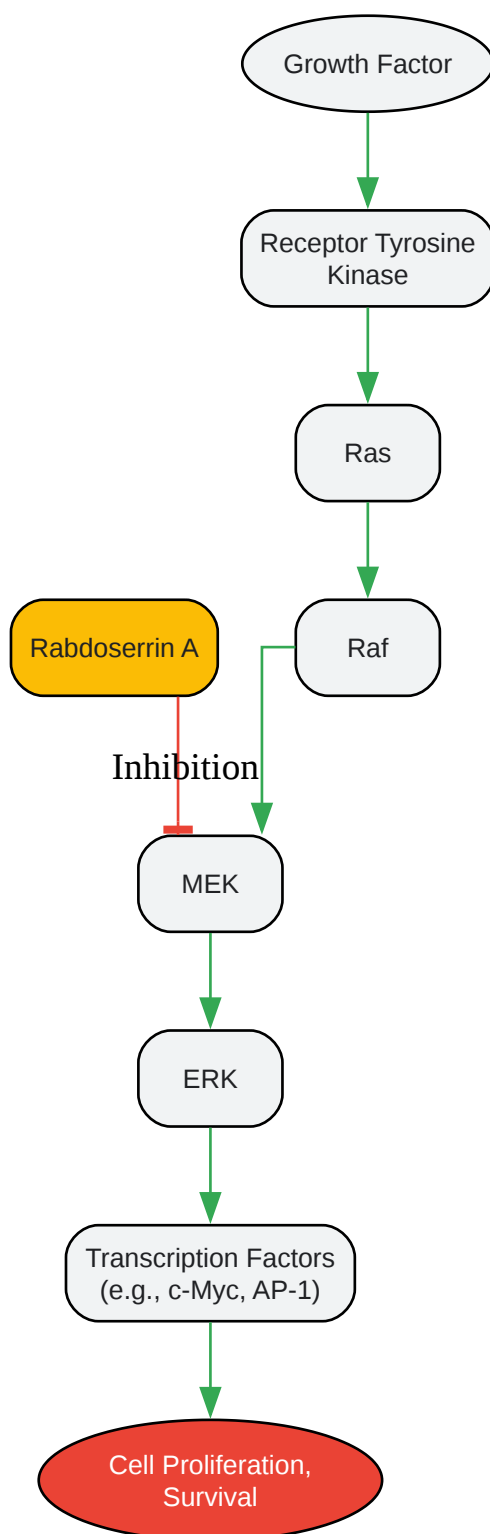 Growth Factor
Receptor Tyrosine
Kinase
Ras
Rabdoserrin A
Raf
Inhibition
MEK
ERK
Transcription Factors
(e.g., c-Myc, AP-1)
Cell Proliferation,
Survival